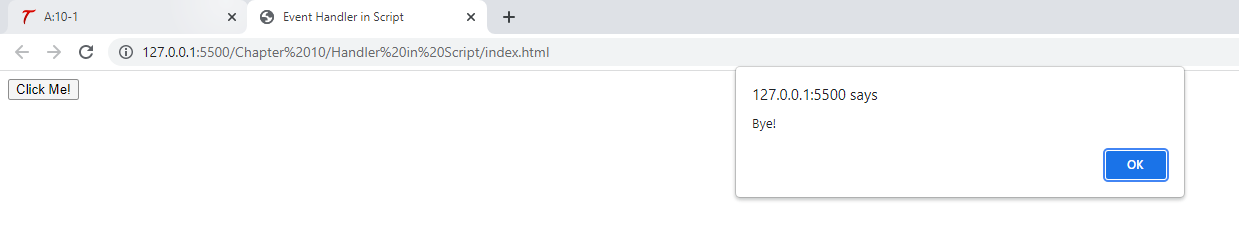 A:10-1
Event Handler in Script
127.0.0.1:5500/Chapter%2010/Handler%20in%20Script/index.html
Click Me!
127.0.0.1:5500 says
Bye!
OK